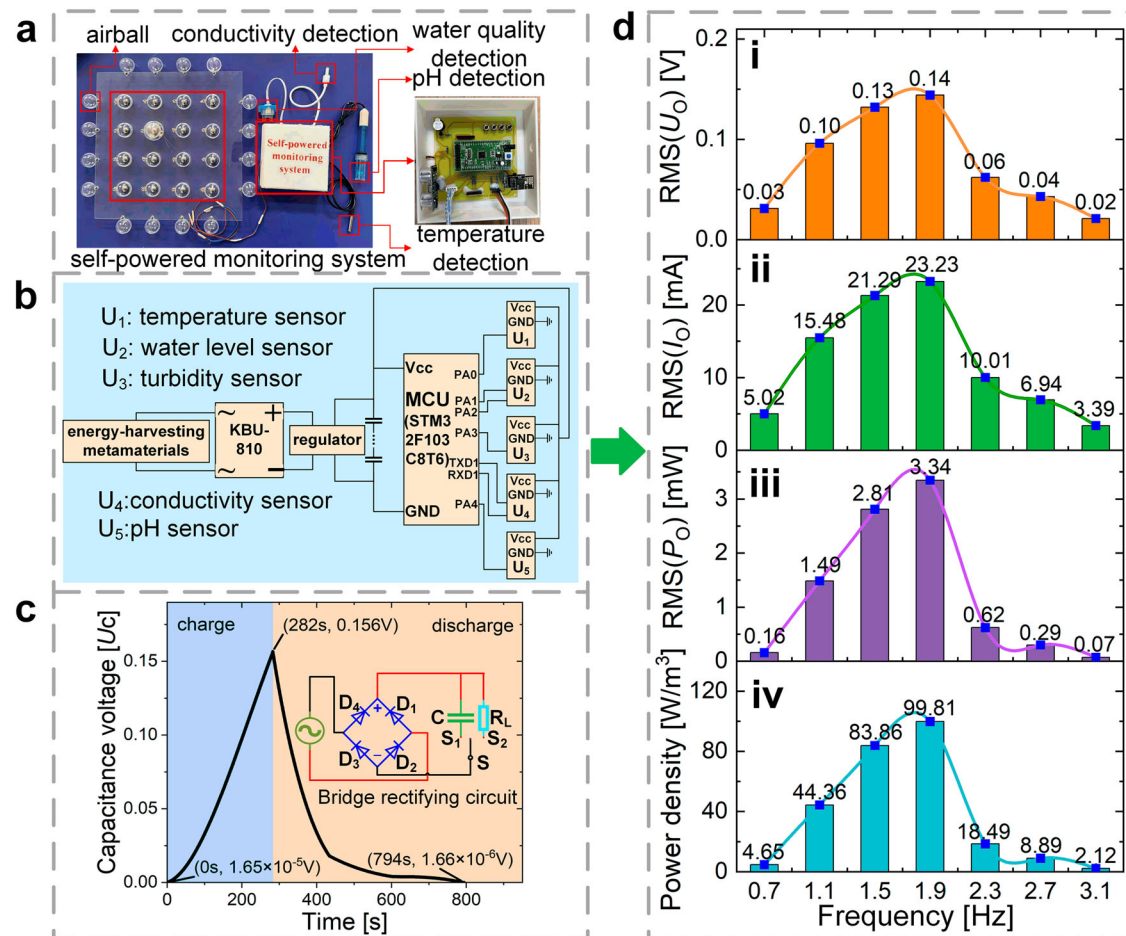 a
airball
conductivity detection
water quality
detection
pH detection
Self-powered
monitoring
system
self-powered monitoring system
temperature
detection
b
U1: temperature sensor
U2: water level sensor
U3: turbidity sensor
energy-harvesting
metamaterials
~
~
KBU-
810
+
−
regulator
Vcc
MCU
(STM3
2F103
C8T6)
GND
PA0
PA1
PA2
PA3
TXD1
RXD1
PA4
Vcc
GND
U1
Vcc
GND
U2
Vcc
GND
U3
Vcc
GND
U4
Vcc
GND
U5
U4:conductivity sensor
U5:pH sensor
c
charge
(282s, 0.156V)
discharge
Capacitance voltage [Uc]
0.15
0.10
0.05
0.00
D4
D1
D3
D2
+
−
C
S1
RL
S2
S
Bridge rectifying circuit
(0s, 1.65×10⁻⁵V)
(794s, 1.66×10⁻⁶V)
0 200 400 600 800
Time [s]
d
i
RMS(UO) [V]
0.2
0.1
0.0
0.03 0.10 0.13 0.14 0.06 0.04 0.02
ii
RMS(IO) [mA]
20
10
0
5.02 15.48 21.29 23.23 10.01 6.94 3.39
iii
RMS(PO) [mW]
3
2
1
0
0.16 1.49 2.81 3.34 0.62 0.29 0.07
iv
Power density [W/m³]
120
80
40
0
4.65 44.36 83.86 99.81 18.49 8.89 2.12
0.7 1.1 1.5 1.9 2.3 2.7 3.1
Frequency [Hz]